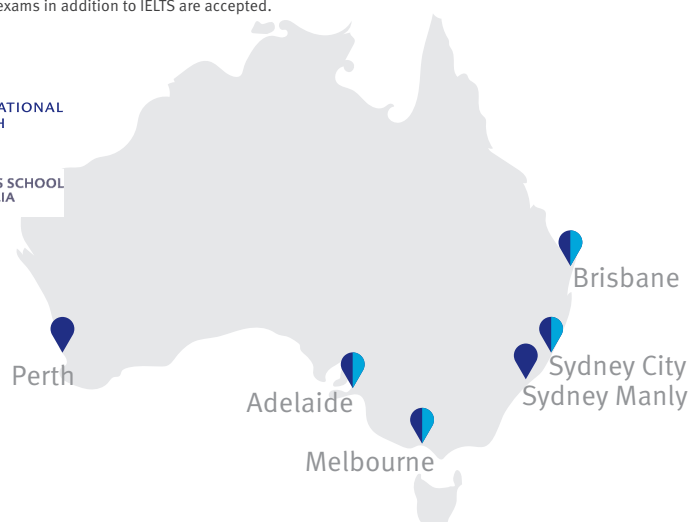 exams in addition to IELTS are accepted.
ATIONAL
H
S SCHOOL
IA
Brisbane
Perth
Sydney City
Adelaide
Sydney Manly
Melbourne